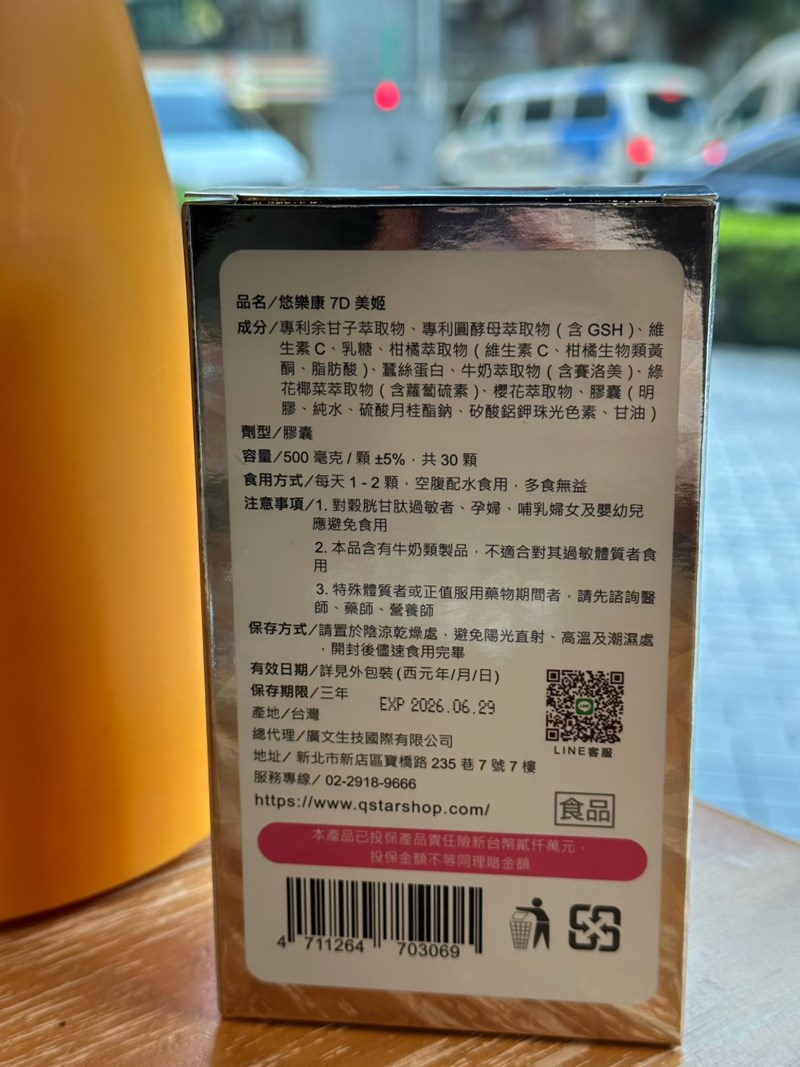 品名/悠樂康 7D 美姬
成分/專利余甘子萃取物、專利圓酵母萃取物(含 GSH)、維
生素 C、乳糖、柑橘萃取物(維生素 C、柑橘生物類黃
酮、脂肪酸)、蠶絲蛋白、牛奶萃取物(含賽洛美)、綠
花椰菜萃取物(含蘿蔔硫素)、櫻花萃取物、膠囊(明
膠、純水、硫酸月桂酯鈉、矽酸鋁鉀珠光色素、甘油)
劑型/膠囊
容量/500 毫克/顆 ±5%,共 30 顆
食用方式/每天 1-2 顆,空腹配水食用,多食無益
注意事項/1. 對穀胱甘肽過敏者、孕婦、哺乳婦女及嬰幼兒
應避免食用
2. 本品含有牛奶類製品,不適合對其過敏體質者食
用
3. 特殊體質者或正值服用藥物期間者,請先諮詢醫
師、藥師、營養師
保存方式/請置於陰涼乾燥處,避免陽光直射、高溫及潮濕處
,開封後儘速食用完畢
有效日期/詳見外包裝(西元年/月/日)
保存期限/三年
EXP 2026.06.29
產地/台灣
總代理/廣文生技國際有限公司
地址/新北市新店區寶橋路 235 巷 7 號 7 樓
服務專線/02-2918-9666
https://www.qstarshop.com/
LINE
LINE客服
食品
本產品已投保產品責任險新台幣貳仟萬元,
投保金額不等同理賠金額
4 711264 703069